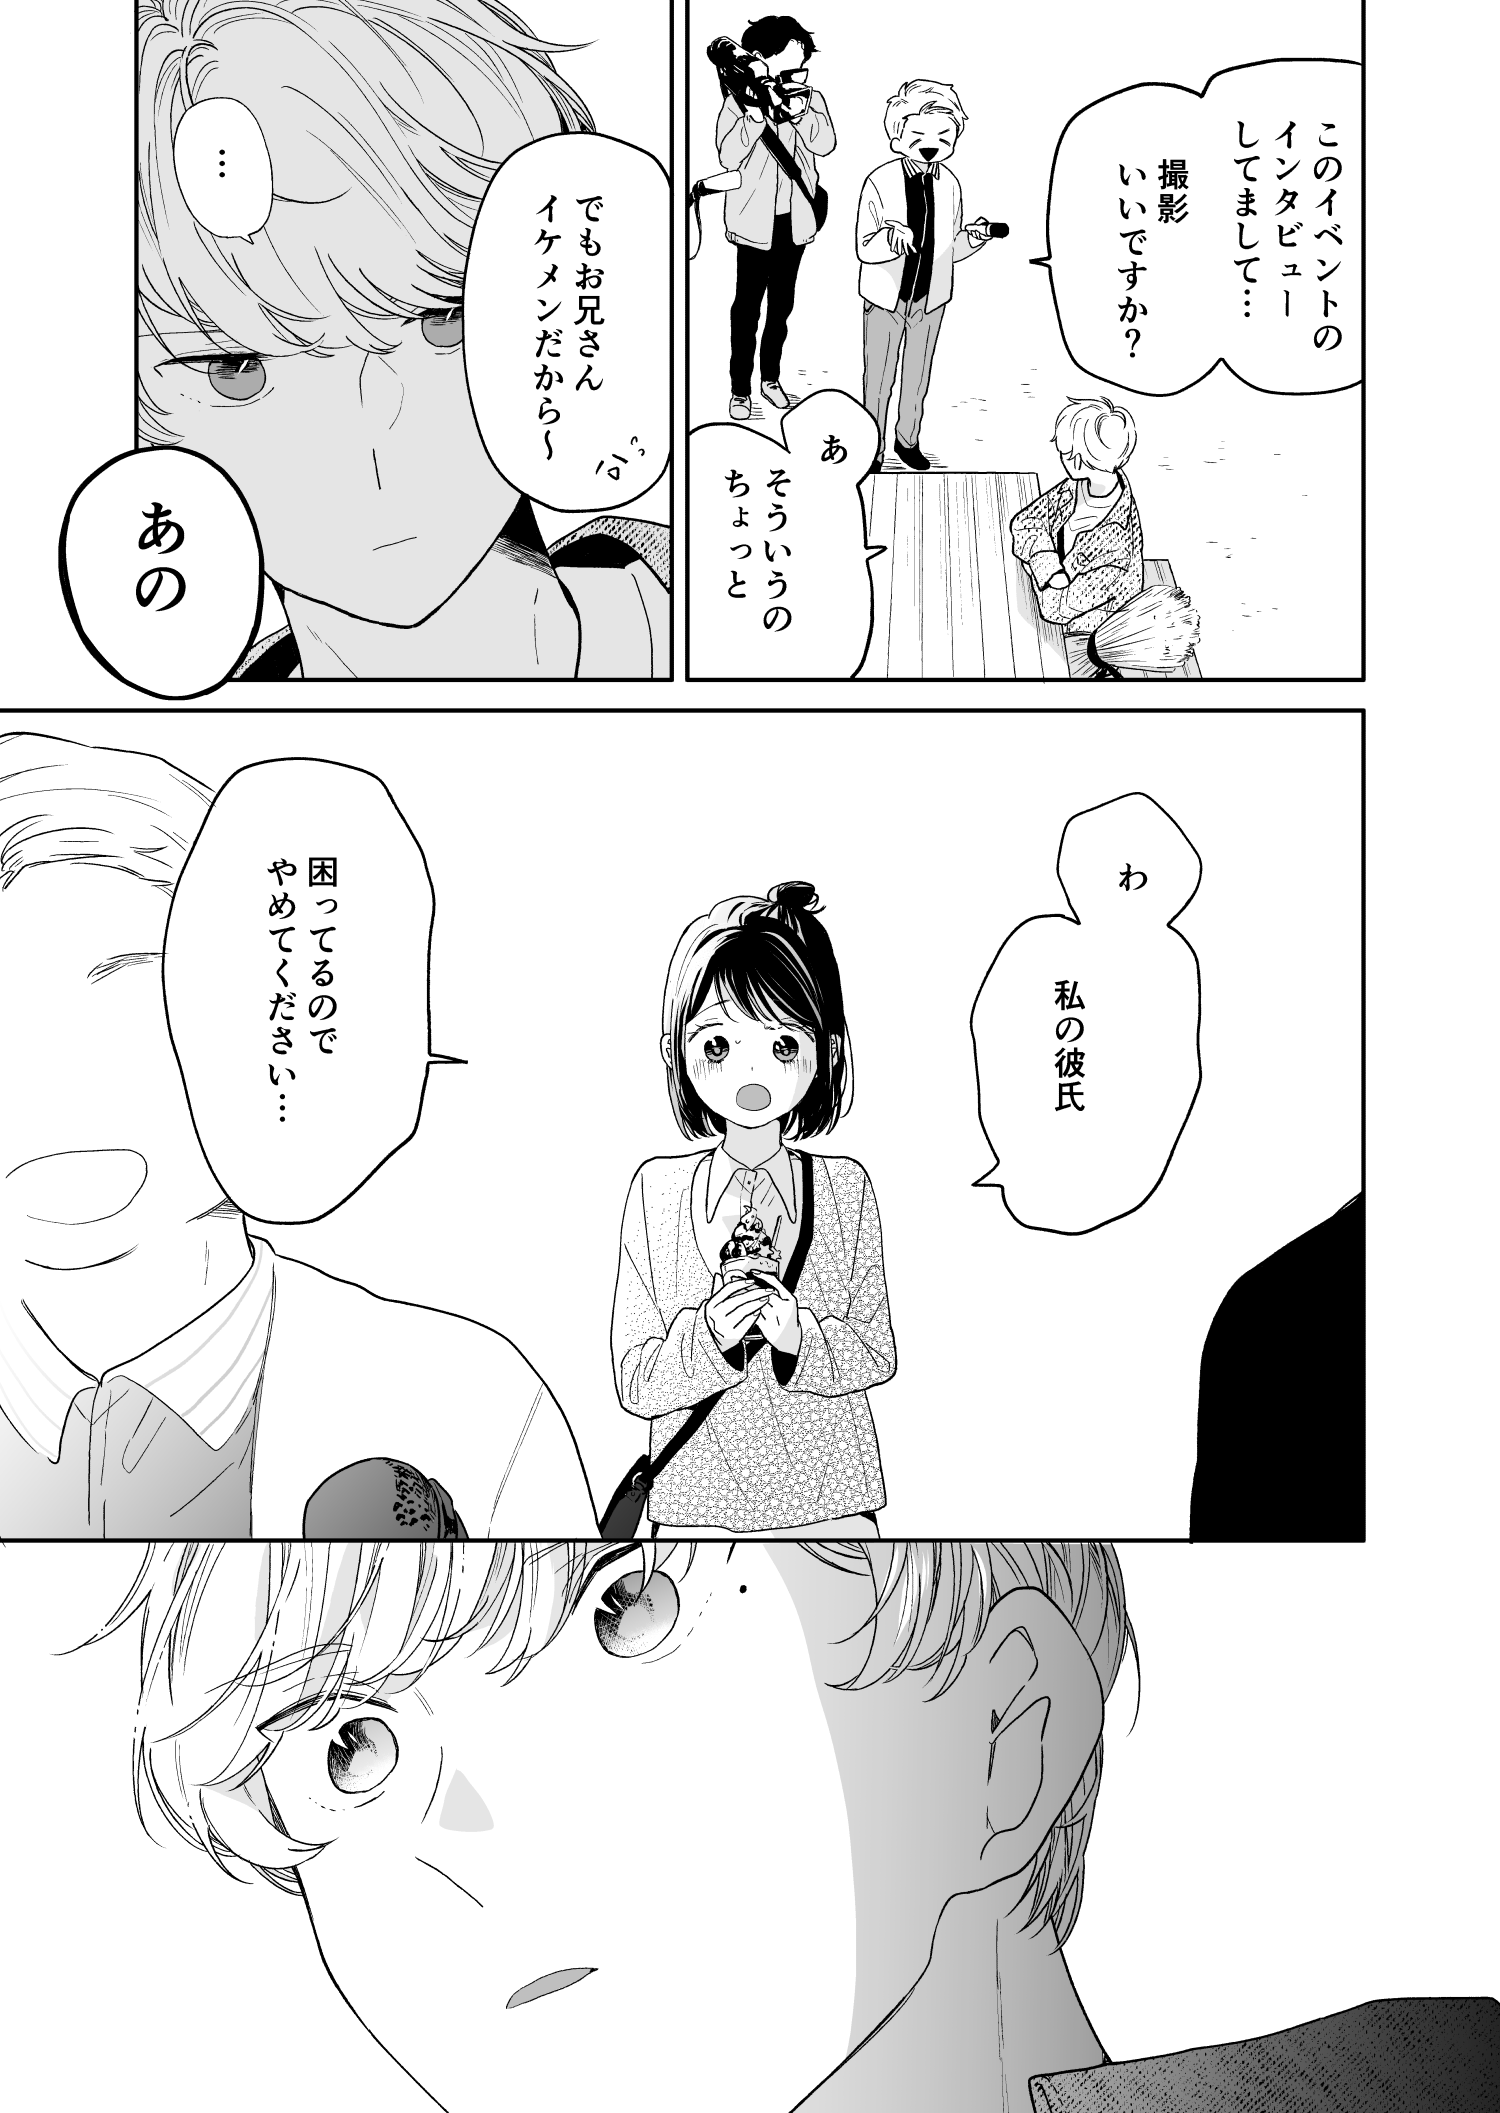 このイベントの
インタビュー
してまして…
撮影
いいですか？
あ
そういうの
ちょっと
でもお兄さん
イケメンだから〜
…
あの
わ
私の彼氏
困ってるので
やめてください…